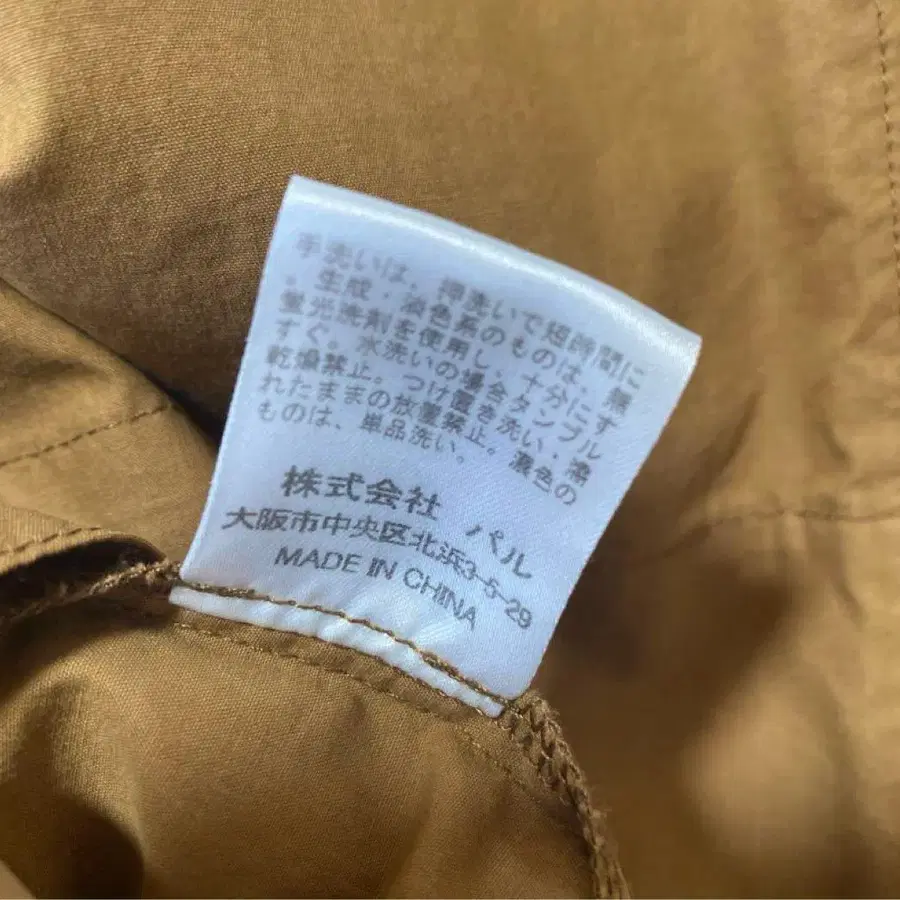 手洗いは、押洗いで短時間に
。生成・淡色系のものは、無
蛍光洗剤を使用し、十分にす
すぐ。水洗いの場合タンブル
乾燥禁止。つけ置き洗い、濡
れたままの放置禁止。濃色の
ものは、単品洗い。
株式会社 パル
大阪市中央区北浜3-5-29
MADE IN CHINA